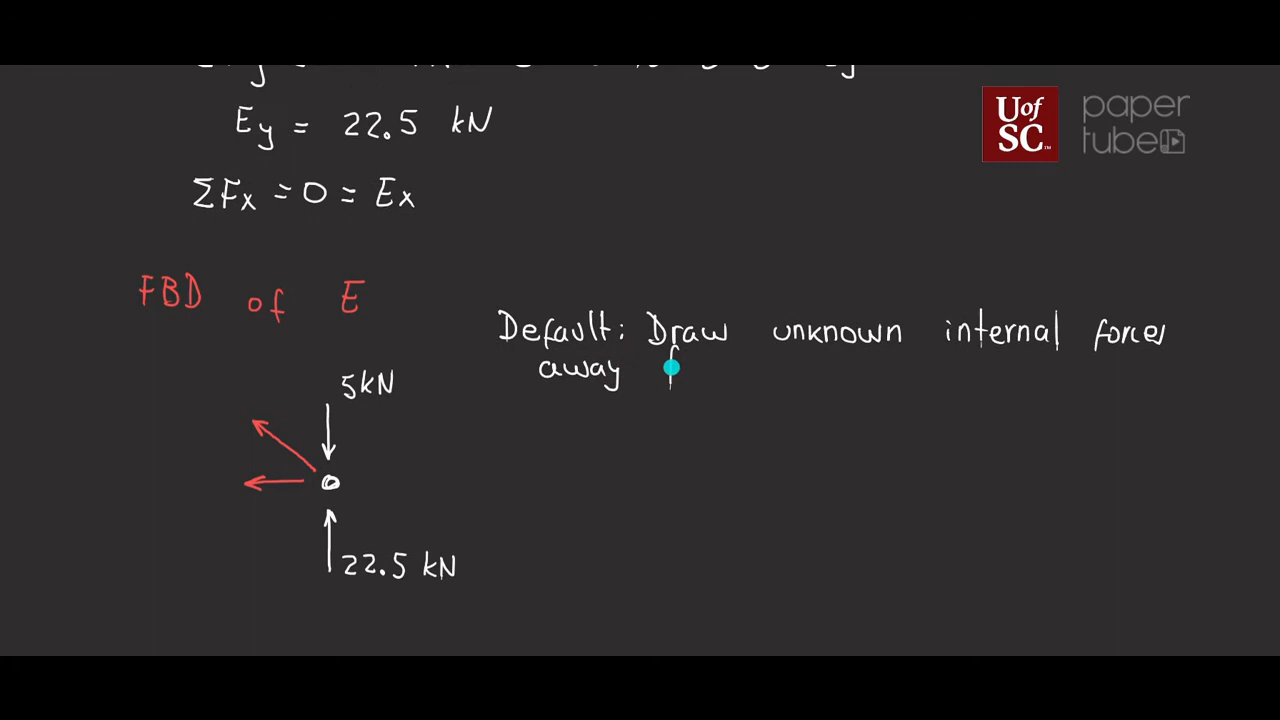 Ey = 22.5 kN
ΣFx = 0 = Ex
UofSC™
paper
tube
FBD of E
Default: Draw unknown internal forces
away f
5kN
22.5 kN